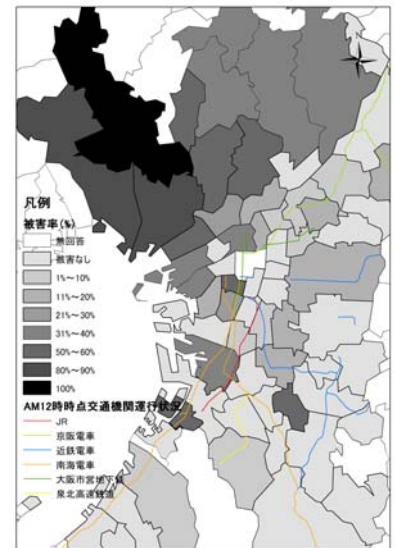 凡例
被害率(%)
無回答
被害なし
1%～10%
11%～20%
21%～30%
31%～40%
50%～60%
80%～90%
100%
AM12時時点交通機関運行状況
JR
京阪電車
近鉄電車
南海電車
大阪市営地下鉄
泉北高速鉄道